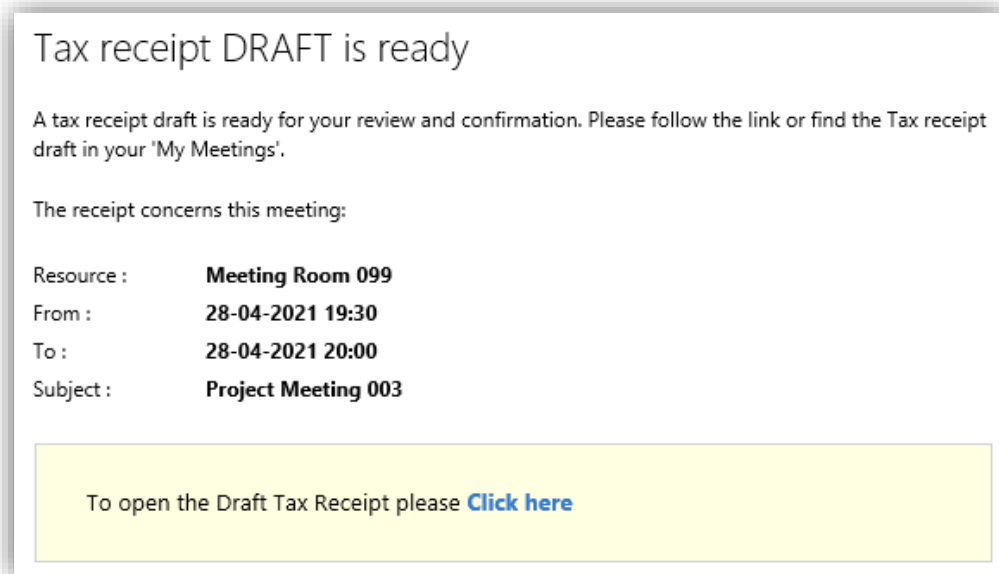 Tax receipt DRAFT is ready
A tax receipt draft is ready for your review and confirmation. Please follow the link or find the Tax receipt
draft in your 'My Meetings'.
The receipt concerns this meeting:
Resource : Meeting Room 099
From : 28-04-2021 19:30
To : 28-04-2021 20:00
Subject : Project Meeting 003
To open the Draft Tax Receipt please Click here